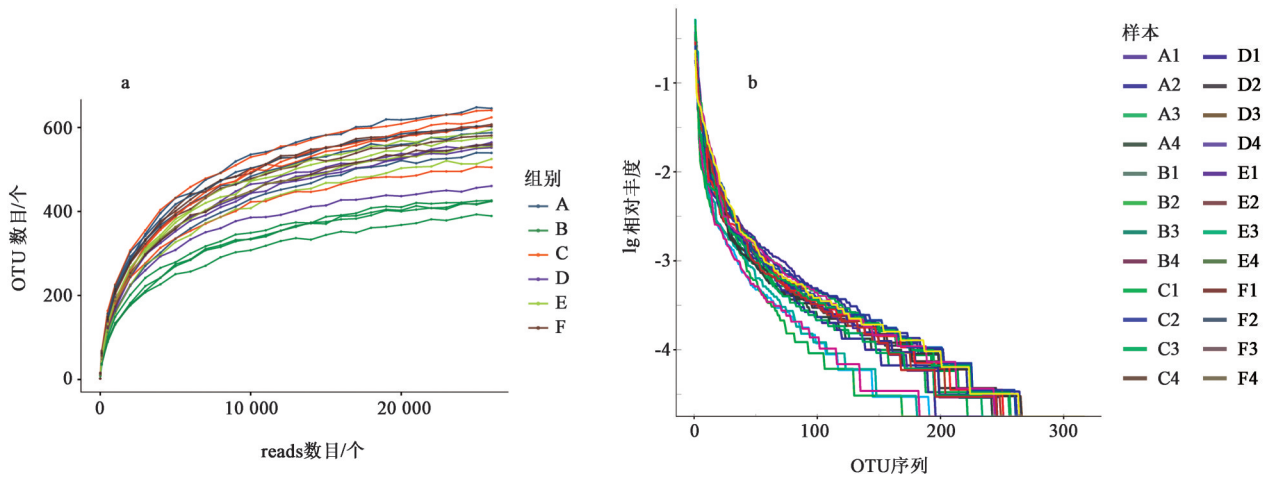 a
OTU 数目/个
600
400
200
0
0
10 000
20 000
reads数目/个
组别
A
B
C
D
E
F
b
lg 相对丰度
-1
-2
-3
-4
0
100
200
300
OTU序列
样本
A1 D1
A2 D2
A3 D3
A4 D4
B1 E1
B2 E2
B3 E3
B4 E4
C1 F1
C2 F2
C3 F3
C4 F4